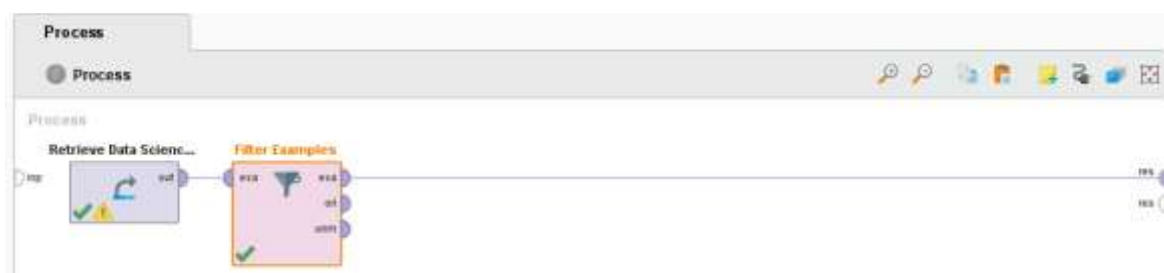 Process
Process
Process
Retrieve Data Scienc...
Filter Examples
inp
out
exa
exa
ori
unm
res
res